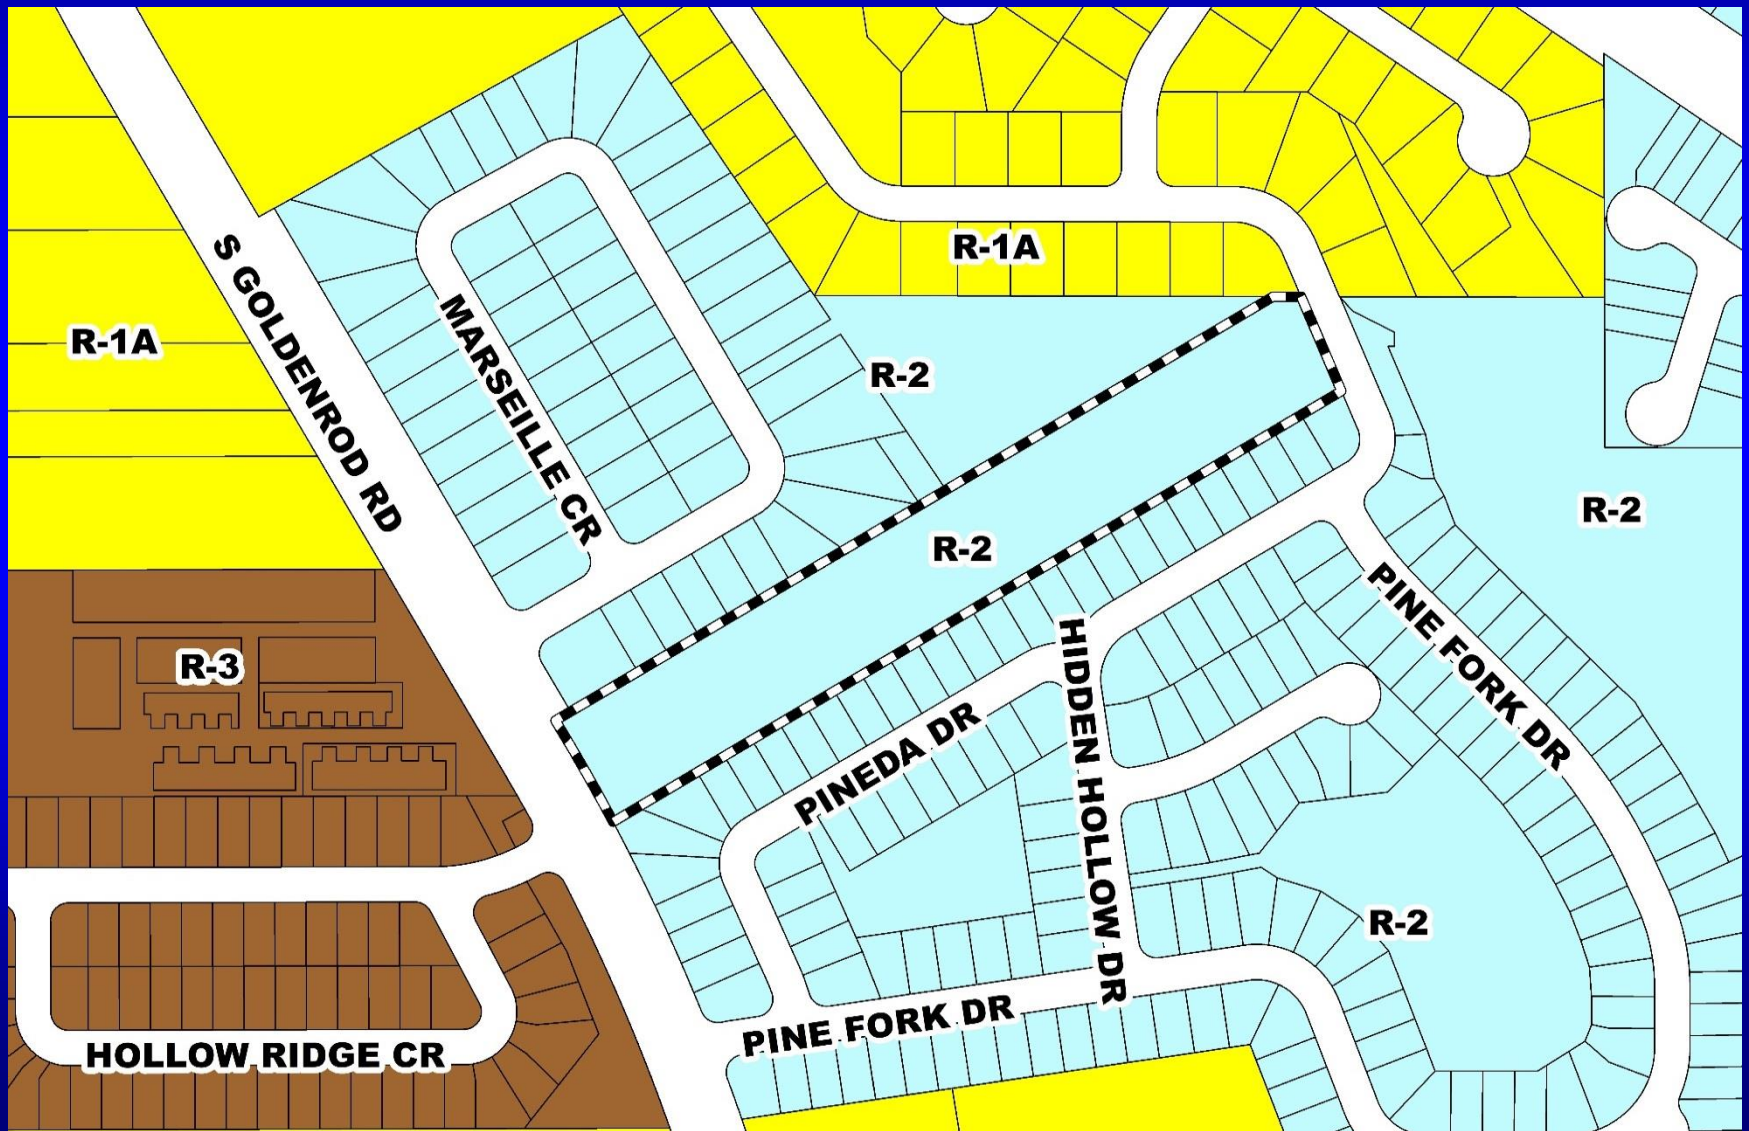 R-1A
S GOLDENROD RD
R-1A
MARSEILLE CR
R-2
R-2
R-2
PINE FORK DR
HIDDEN HOLLOW DR
R-3
PINEDA DR
R-2
PINE FORK DR
HOLLOW RIDGE CR